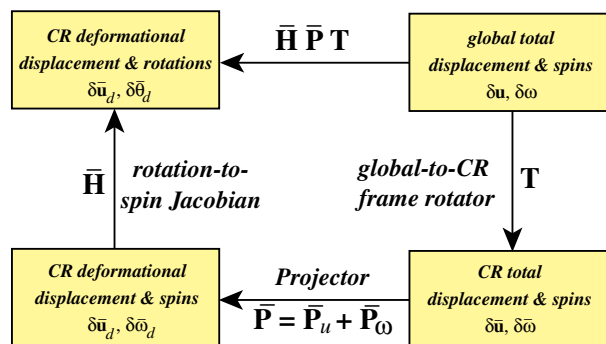 CR deformational
displacement & rotations
δū_d, δθ̄_d
H̄ P̄ T
global total
displacement & spins
δu, δω
H̄
rotation-to-
spin Jacobian
global-to-CR
frame rotator
T
CR deformational
displacement & spins
δū_d, δω̄_d
Projector
P̄ = P̄_u + P̄_ω
CR total
displacement & spins
δū, δω̄